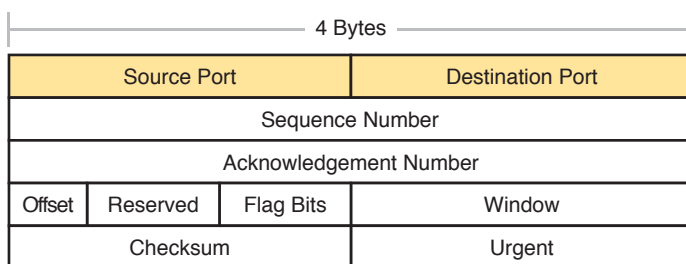 4 Bytes
Source Port Destination Port
Sequence Number
Acknowledgement Number
Offset Reserved Flag Bits Window
Checksum Urgent